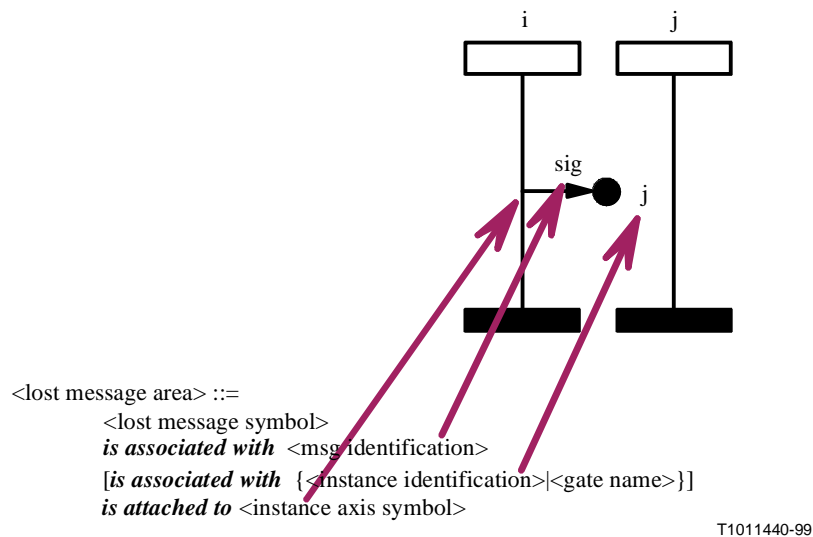 i
j
sig
j
<lost message area> ::=
<lost message symbol>
is associated with <msg identification>
[is associated with {<instance identification>|<gate name>}]
is attached to <instance axis symbol>
T1011440-99